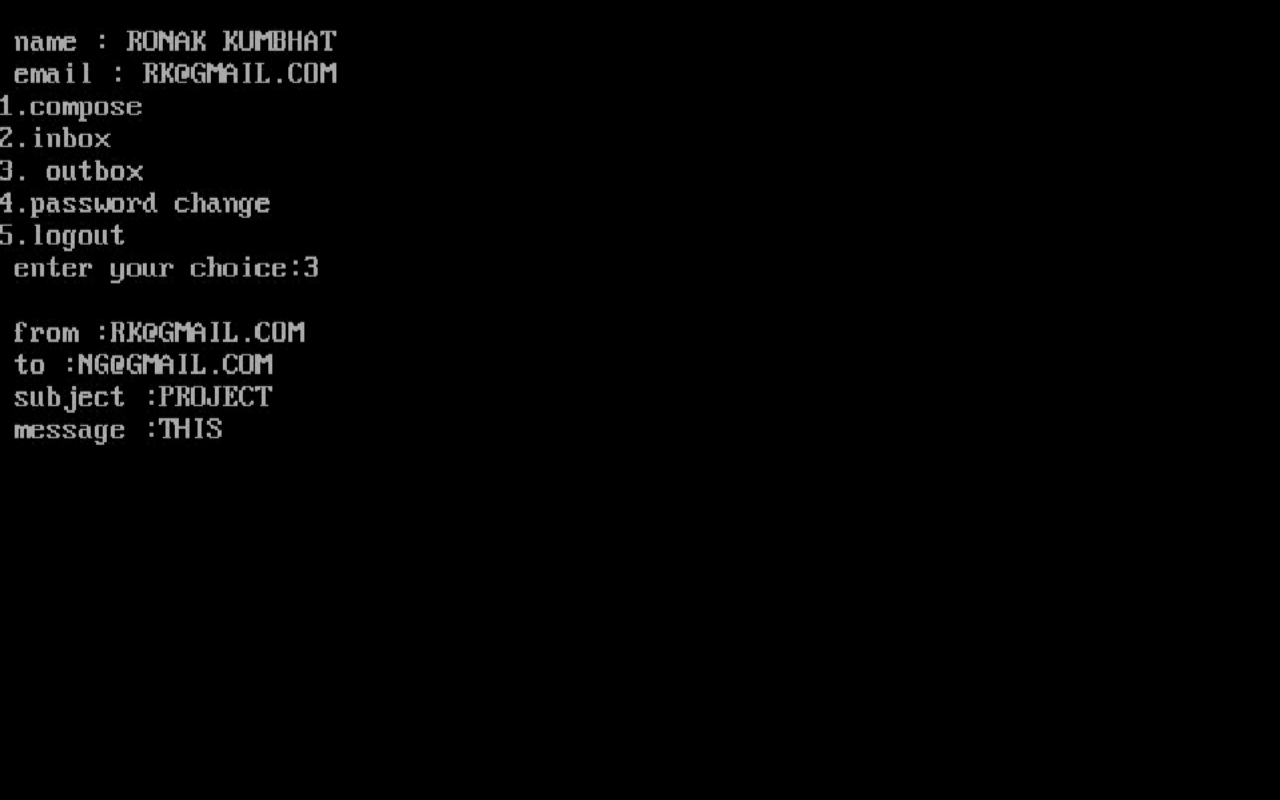 name : RONAK KUMBHAT
email : RK@GMAIL.COM
1.compose
2.inbox
3. outbox
4.password change
5.logout
enter your choice:3
from :RK@GMAIL.COM
to :NG@GMAIL.COM
subject :PROJECT
message :THIS